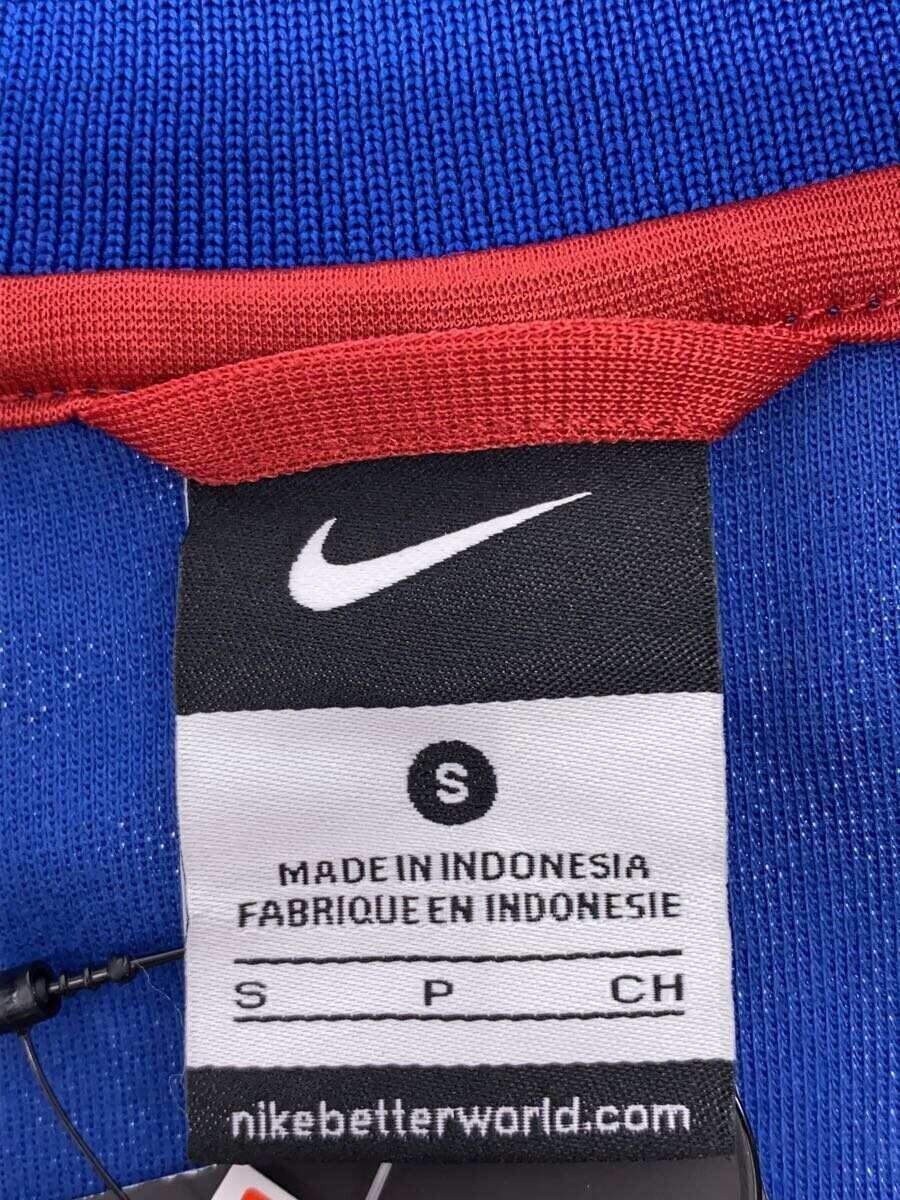 S
MADE IN INDONESIA
FABRIQUE EN INDONESIE
S P CH
nikebetterworld.com